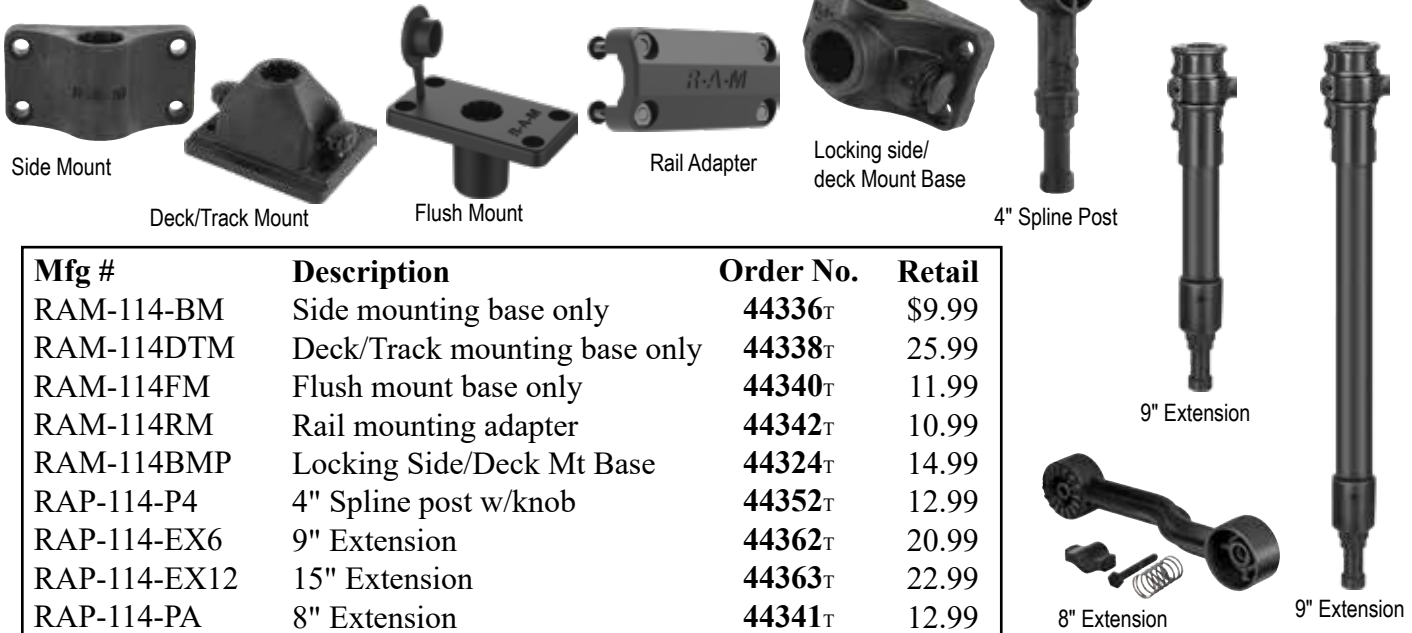 R-A-M
R-A-M
R-A-M
Side Mount
Deck/Track Mount
Flush Mount
Rail Adapter
Locking side/
deck Mount Base
4" Spline Post
Mfg # Description Order No. Retail
RAM-114-BM Side mounting base only 44336T $9.99
RAM-114DTM Deck/Track mounting base only 44338T 25.99
RAM-114FM Flush mount base only 44340T 11.99
RAM-114RM Rail mounting adapter 44342T 10.99
RAM-114BMP Locking Side/Deck Mt Base 44324T 14.99
RAP-114-P4 4" Spline post w/knob 44352T 12.99
RAP-114-EX6 9" Extension 44362T 20.99
RAP-114-EX12 15" Extension 44363T 22.99
RAP-114-PA 8" Extension 44341T 12.99
9" Extension
8" Extension
9" Extension